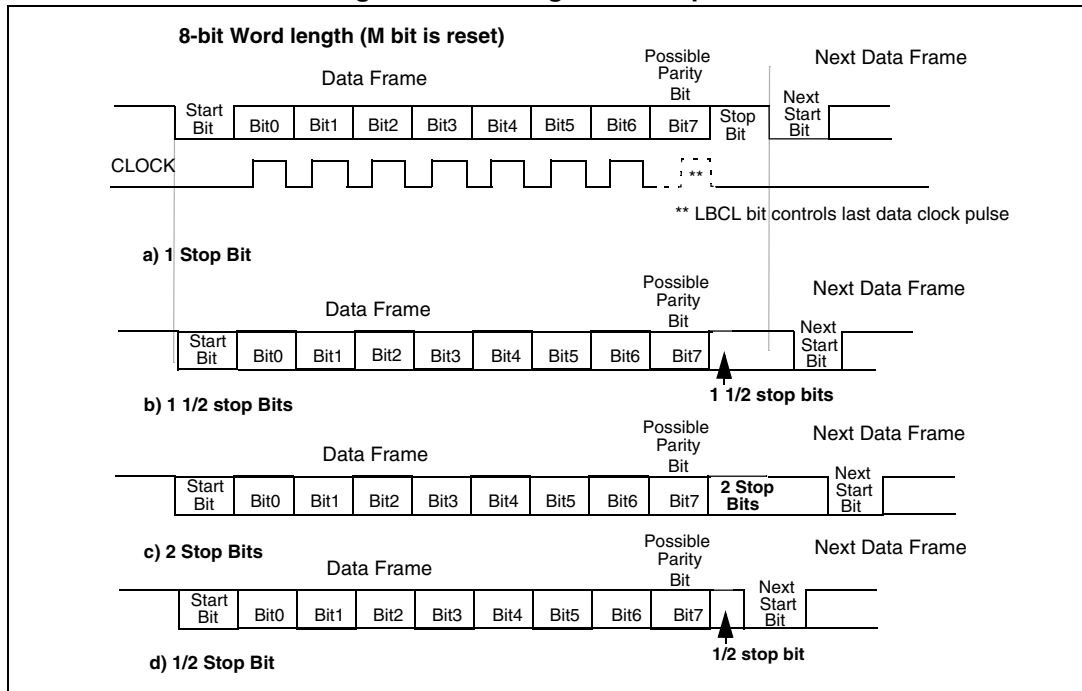 8-bit Word length (M bit is reset)
Possible Parity Bit
Next Data Frame
Data Frame
Start Bit Bit0 Bit1 Bit2 Bit3 Bit4 Bit5 Bit6 Bit7 Stop Bit Next Start Bit
CLOCK
**
** LBCL bit controls last data clock pulse
a) 1 Stop Bit
Possible Parity Bit
Next Data Frame
Data Frame
Start Bit Bit0 Bit1 Bit2 Bit3 Bit4 Bit5 Bit6 Bit7 Next Start Bit
1 1/2 stop bits
b) 1 1/2 stop Bits
Possible Parity Bit
Next Data Frame
Data Frame
Start Bit Bit0 Bit1 Bit2 Bit3 Bit4 Bit5 Bit6 Bit7 2 Stop Bits Next Start Bit
c) 2 Stop Bits
Possible Parity Bit
Next Data Frame
Data Frame
Start Bit Bit0 Bit1 Bit2 Bit3 Bit4 Bit5 Bit6 Bit7 Next Start Bit
1/2 stop bit
d) 1/2 Stop Bit